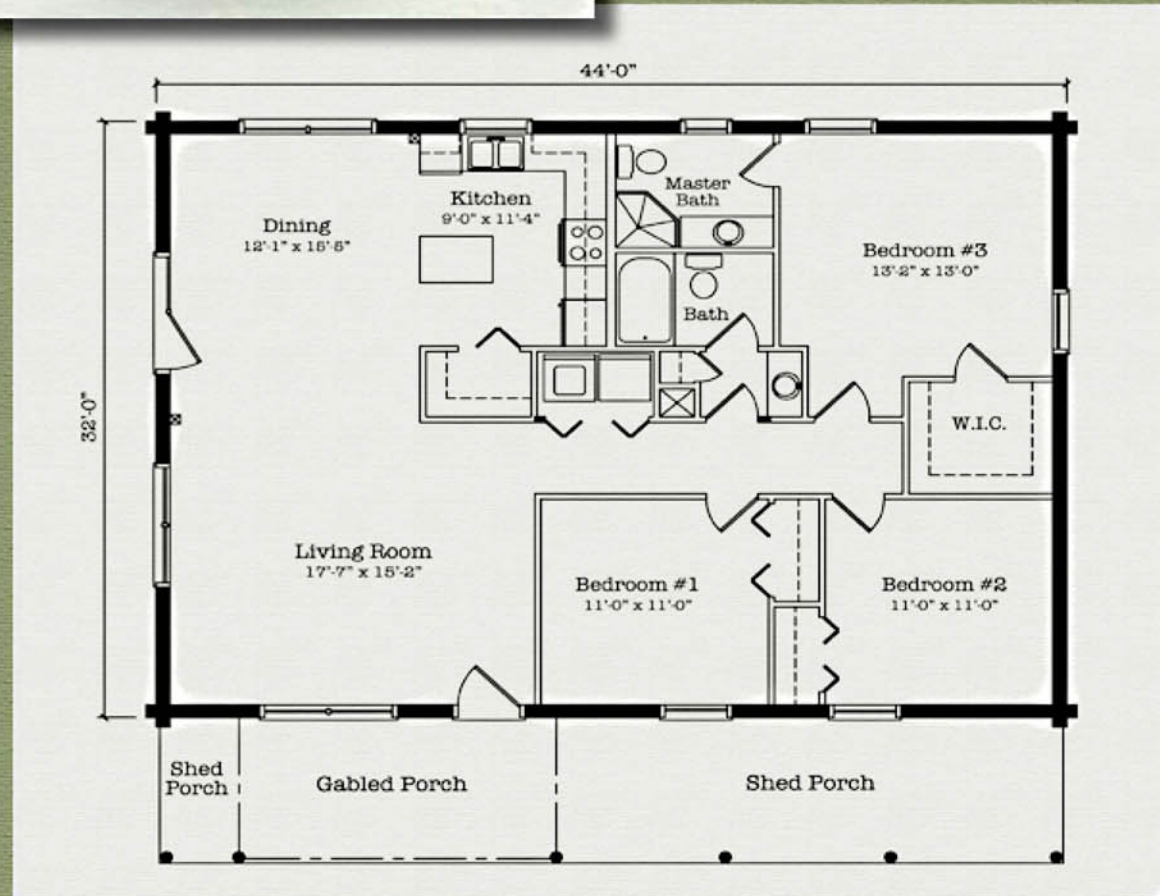 44'-0"
32'-0"
Dining
12'-1" x 15'-5"
Kitchen
9'-0" x 11'-4"
Master
Bath
Bedroom #3
13'-2" x 13'-0"
Bath
W.I.C.
Living Room
17'-7" x 15'-2"
Bedroom #1
11'-0" x 11'-0"
Bedroom #2
11'-0" x 11'-0"
Shed
Porch
Gabled Porch
Shed Porch